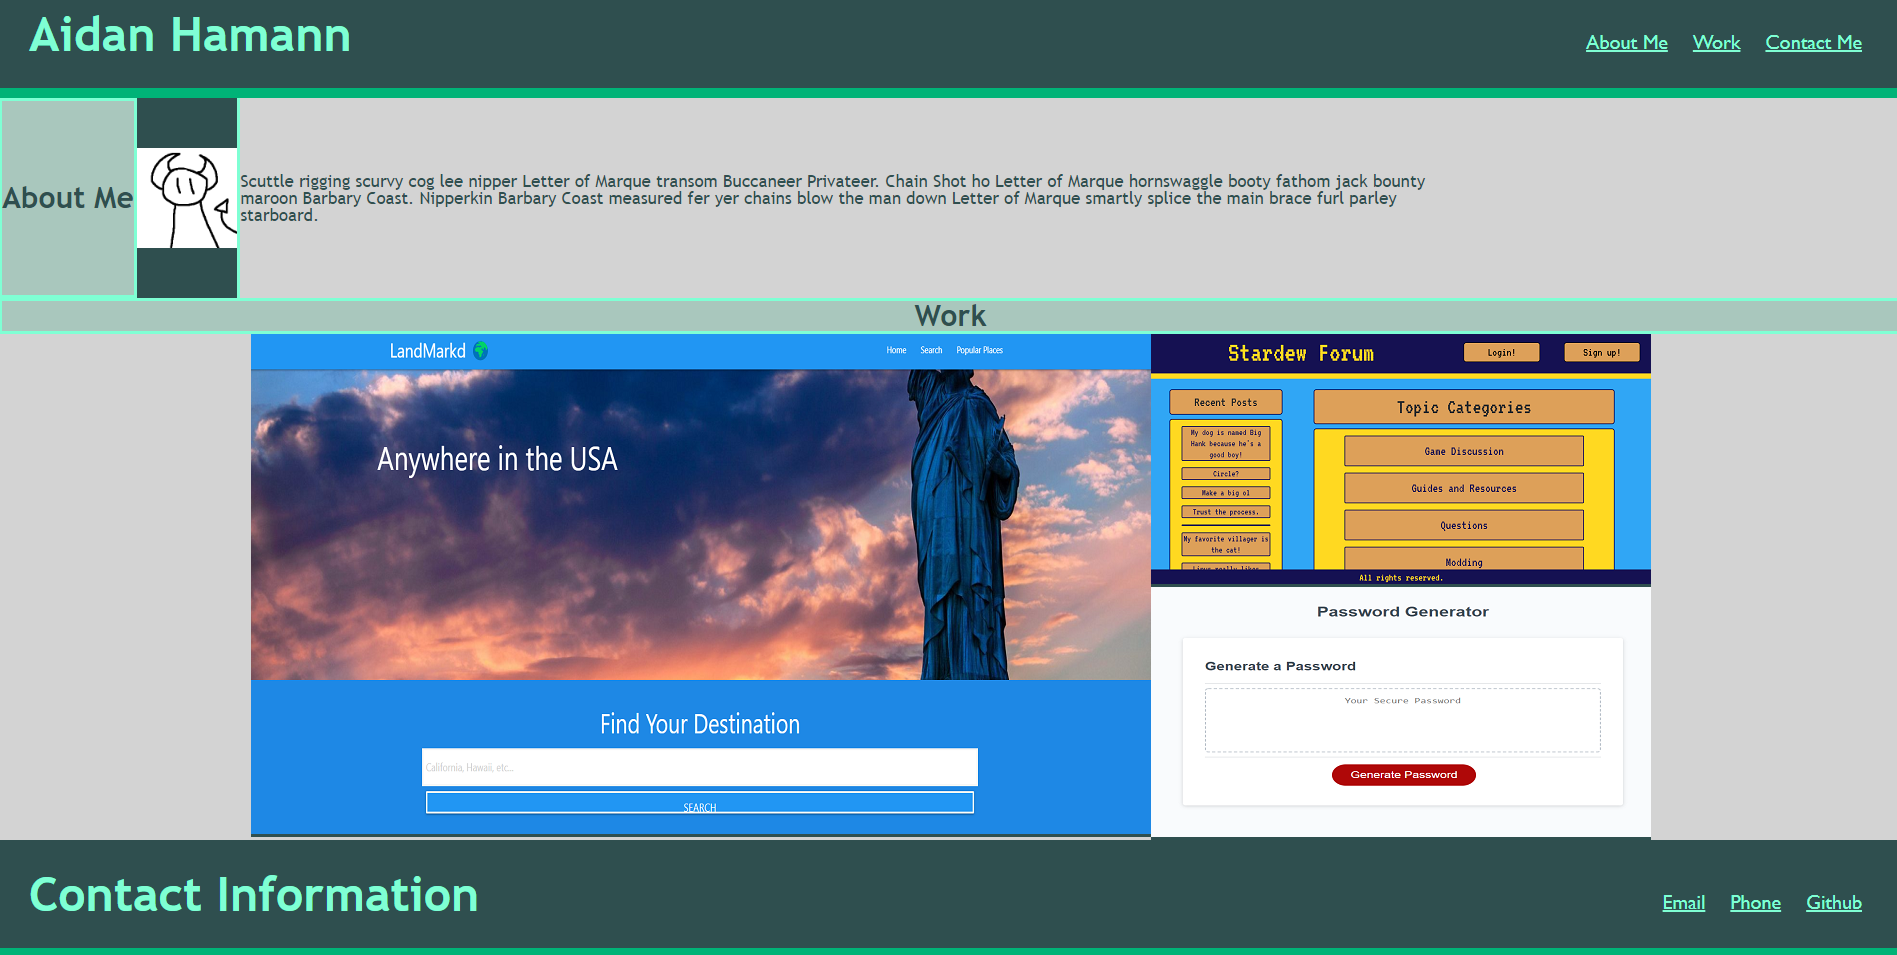 Aidan Hamann
About Me Work Contact Me
About Me
Scuttle rigging scurvy cog lee nipper Letter of Marque transom Buccaneer Privateer. Chain Shot ho Letter of Marque hornswaggle booty fathom jack bounty
maroon Barbary Coast. Nipperkin Barbary Coast measured fer yer chains blow the man down Letter of Marque smartly splice the main brace furl parley
starboard.
Work
LandMarkd
Home Search Popular Places
Anywhere in the USA
Find Your Destination
California, Hawaii, etc...
SEARCH
Stardew Forum
Login! Sign up!
Recent Posts
My dog is named Big
Hank because he's a
good boy!
Circle?
Make a big ol
Trust the process.
My favorite villager is
the cat!
Topic Categories
Game Discussion
Guides and Resources
Questions
Modding
All rights reserved.
Password Generator
Generate a Password
Your Secure Password
Generate Password
Contact Information
Email Phone Github